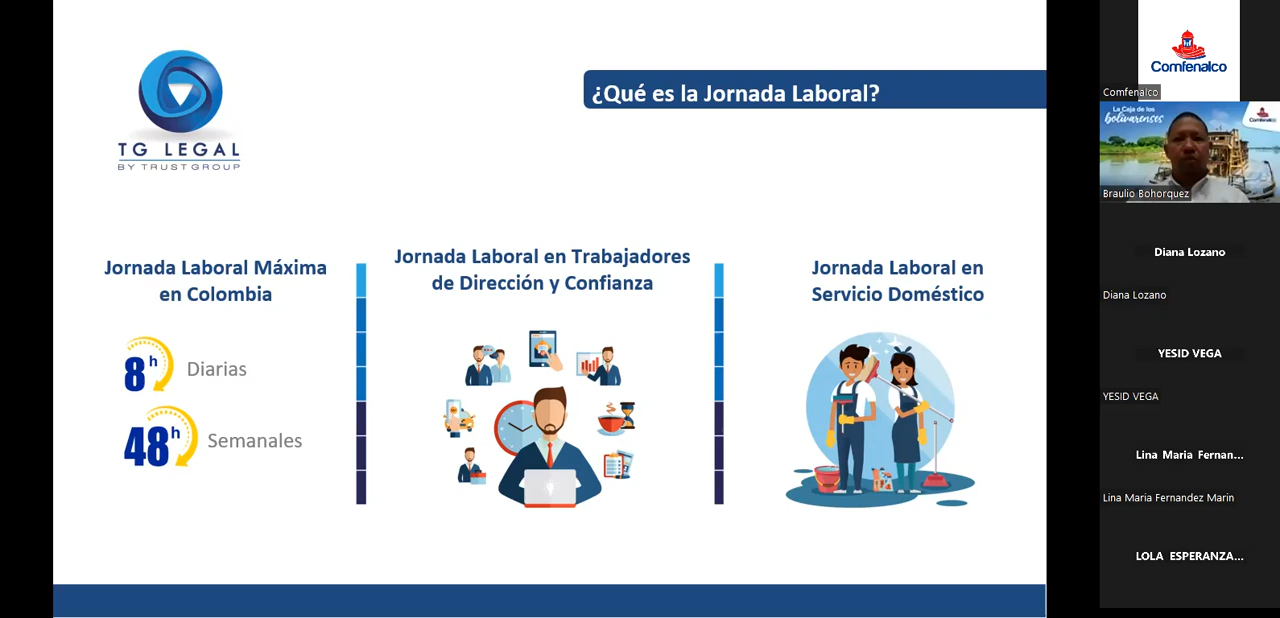 TG LEGAL
BY TRUSTGROUP
¿Qué es la Jornada Laboral?
Jornada Laboral Máxima
en Colombia
8h Diarias
48h Semanales
Jornada Laboral en Trabajadores
de Dirección y Confianza
Jornada Laboral en
Servicio Doméstico
Comfenalco
Comfenalco
La Caja de los
bolivarenses
Comfenalco
Braulio Bohorquez
Diana Lozano
Diana Lozano
YESID VEGA
YESID VEGA
Lina Maria Fernan...
Lina Maria Fernandez Marin
LOLA ESPERANZA...